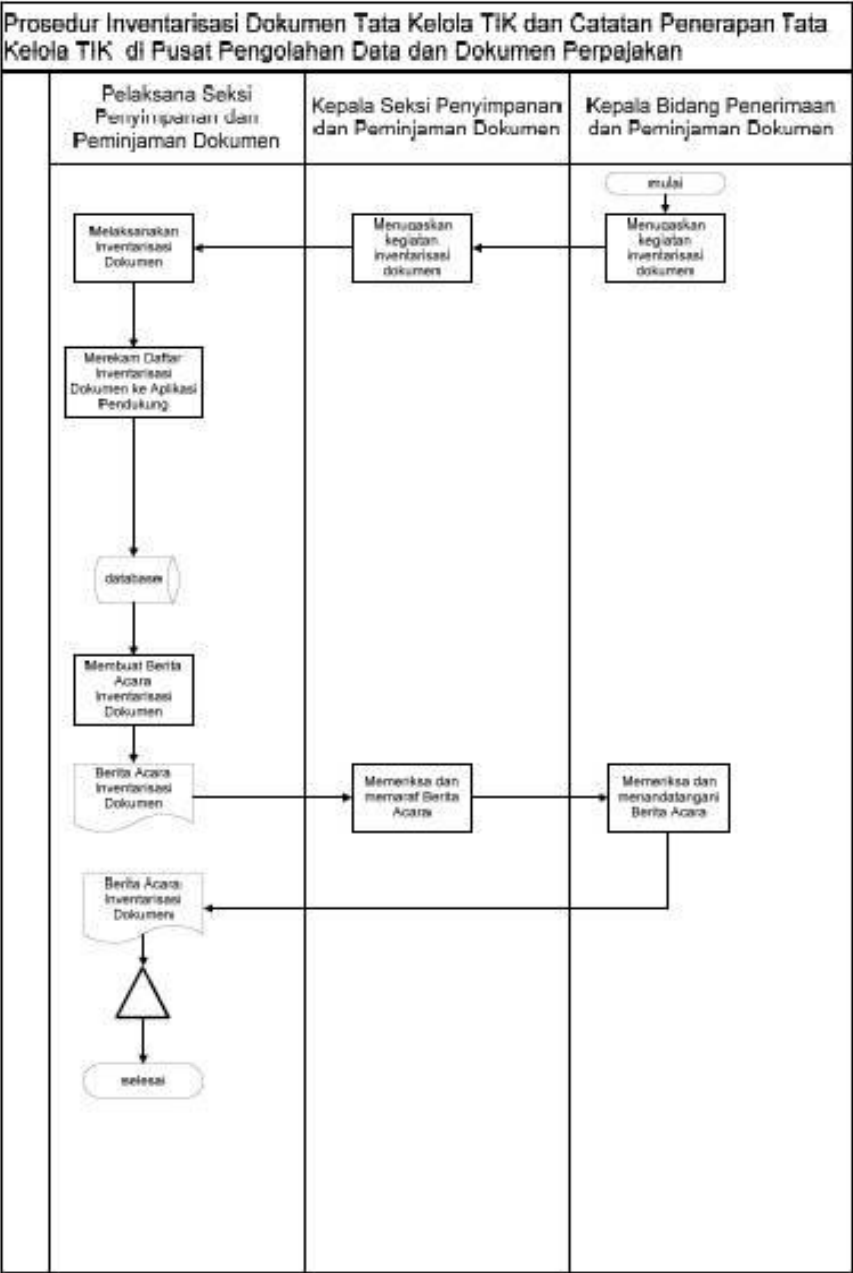 Prosedur Inventarisasi Dokumen Tata Kelola TIK dan Catatan Penerapan Tata
Kelola TIK di Pusat Pengolahan Data dan Dokumen Perpajakan
Pelaksana Seksi
Penyimpanan dan
Peminjaman Dokumen
Kepala Seksi Penyimpanan
dan Peminjaman Dokumen
Kepala Bidang Penerimaan
dan Peminjaman Dokumen
mulai
Menugaskan
kegiatan
inventarisasi
dokumen
Menugaskan
kegiatan
inventarisasi
dokumen
Melaksanakan
Inventarisasi
Dokumen
Merekam Daftar
Inventarisasi
Dokumen ke Aplikasi
Pendukung
database
Membuat Berita
Acara
Inventarisasi
Dokumen
Berita Acara
Inventarisasi
Dokumen
Memeriksa dan
memaraf Berita
Acara
Memeriksa dan
menandatangani
Berita Acara
Berita Acara
Inventarisasi
Dokumen
selesai